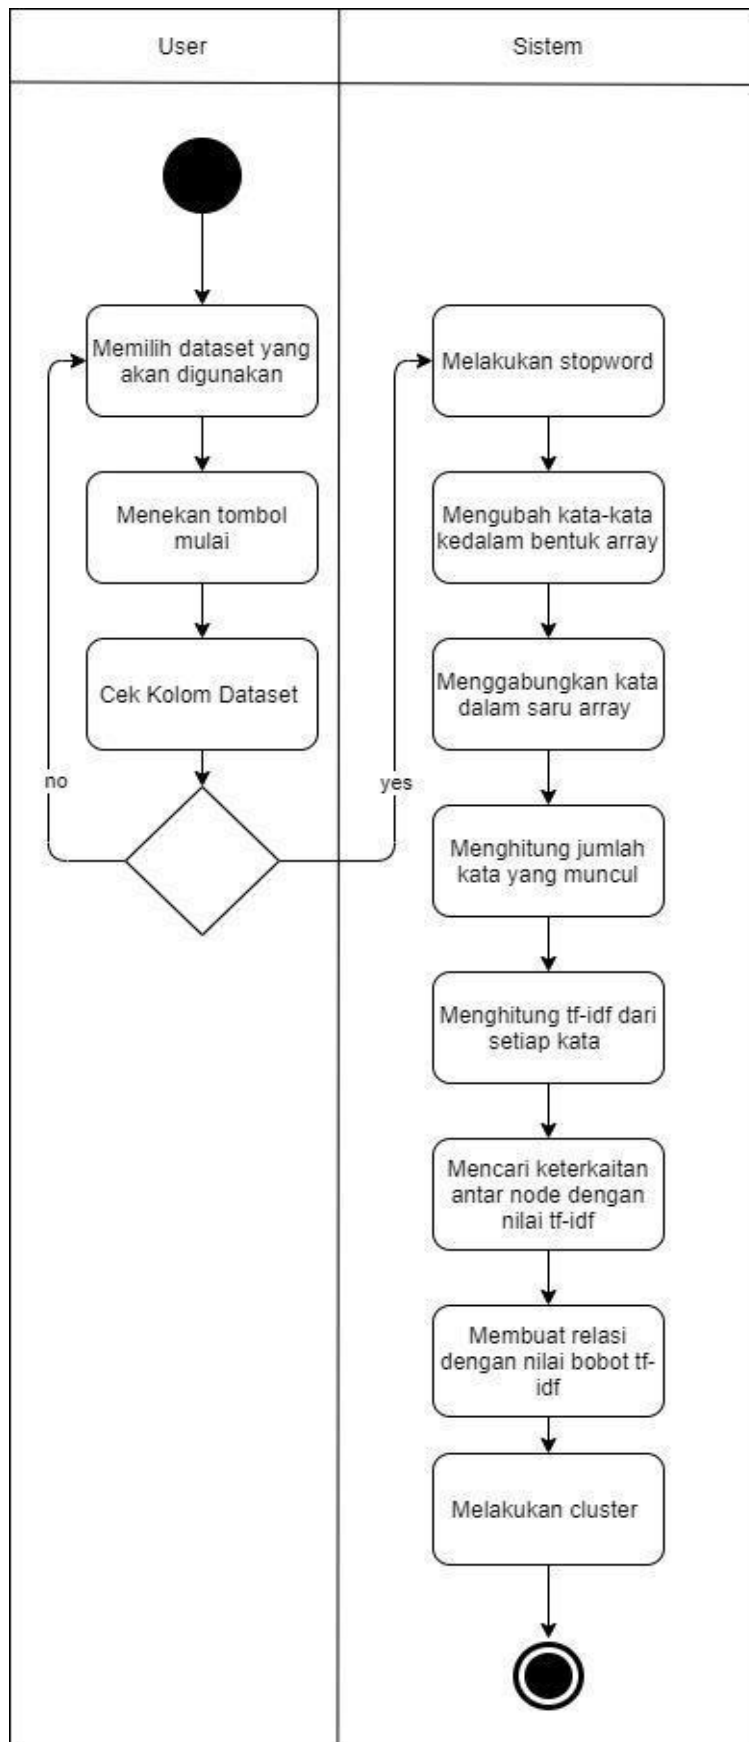 User
Sistem
Memilih dataset yang
akan digunakan
Menekan tombol
mulai
Cek Kolom Dataset
no
yes
Melakukan stopword
Mengubah kata-kata
kedalam bentuk array
Menggabungkan kata
dalam saru array
Menghitung jumlah
kata yang muncul
Menghitung tf-idf dari
setiap kata
Mencari keterkaitan
antar node dengan
nilai tf-idf
Membuat relasi
dengan nilai bobot tf-
idf
Melakukan cluster